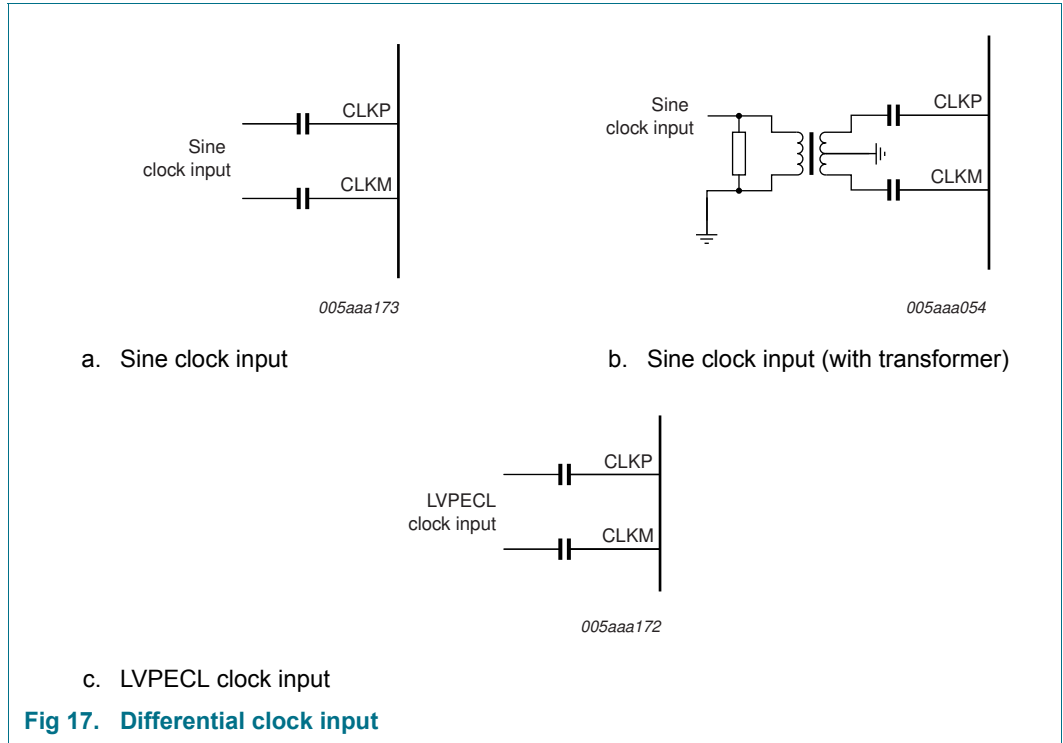 CLKP
Sine
clock input
CLKM
005aaa173
a. Sine clock input
Sine
clock input
CLKP
CLKM
005aaa054
b. Sine clock input (with transformer)
CLKP
LVPECL
clock input
CLKM
005aaa172
c. LVPECL clock input
Fig 17. Differential clock input